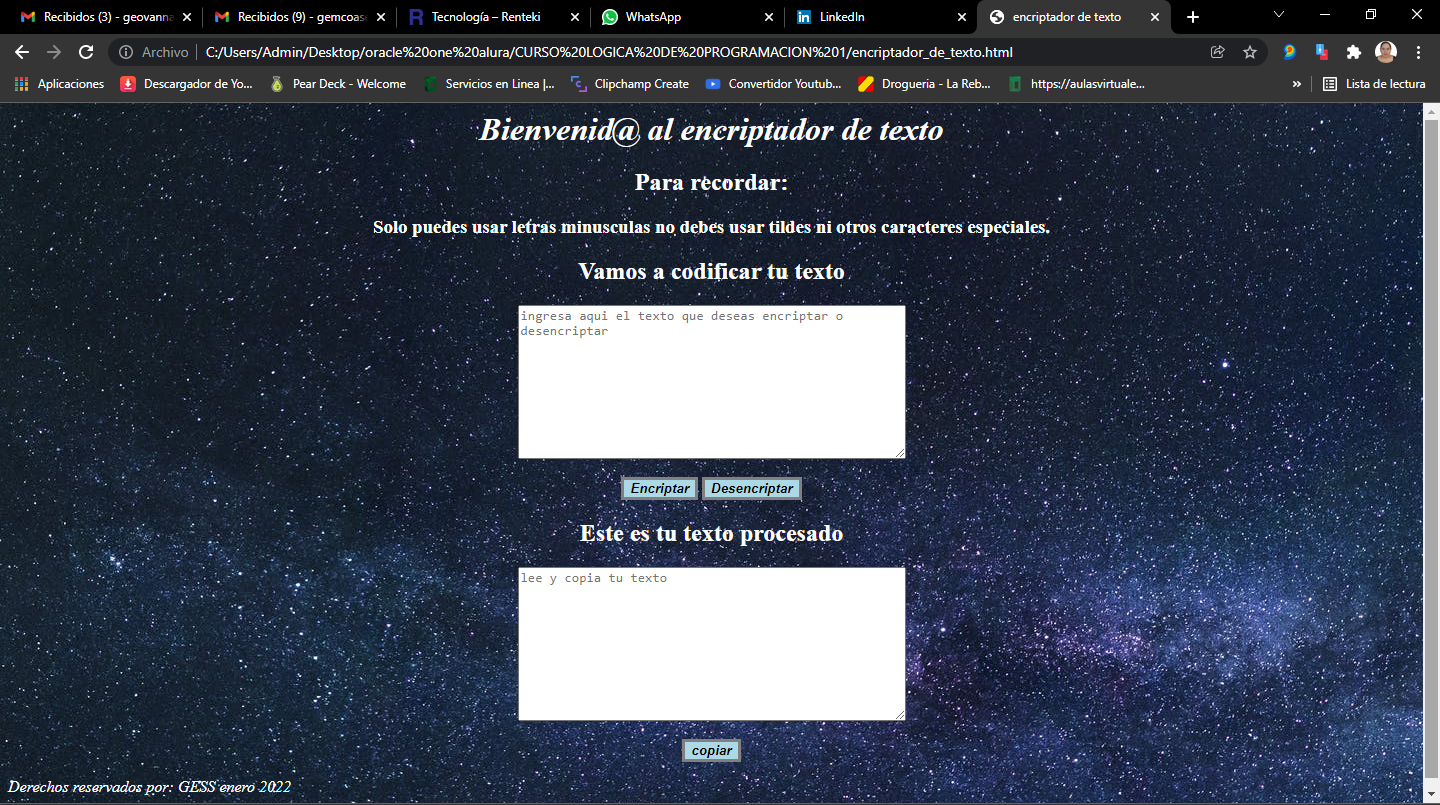 Recibidos (3) - geovanna
Recibidos (9) - gemcoase
Tecnología – Renteki
WhatsApp
LinkedIn
encriptador de texto
Archivo
C:/Users/Admin/Desktop/oracle%20one%20alura/CURSO%20LOGICA%20DE%20PROGRAMACION%201/encriptador_de_texto.html
Aplicaciones
Descargador de Yo...
Pear Deck - Welcome
Servicios en Linea |...
Clipchamp Create
Convertidor Youtub...
Drogueria - La Reb...
https://aulasvirtuale...
»
Lista de lectura
Bienvenid@ al encriptador de texto
Para recordar:
Solo puedes usar letras minusculas no debes usar tildes ni otros caracteres especiales.
Vamos a codificar tu texto
ingresa aqui el texto que deseas encriptar o
desencriptar
Encriptar Desencriptar
Este es tu texto procesado
lee y copia tu texto
copiar
Derechos reservados por: GESS enero 2022